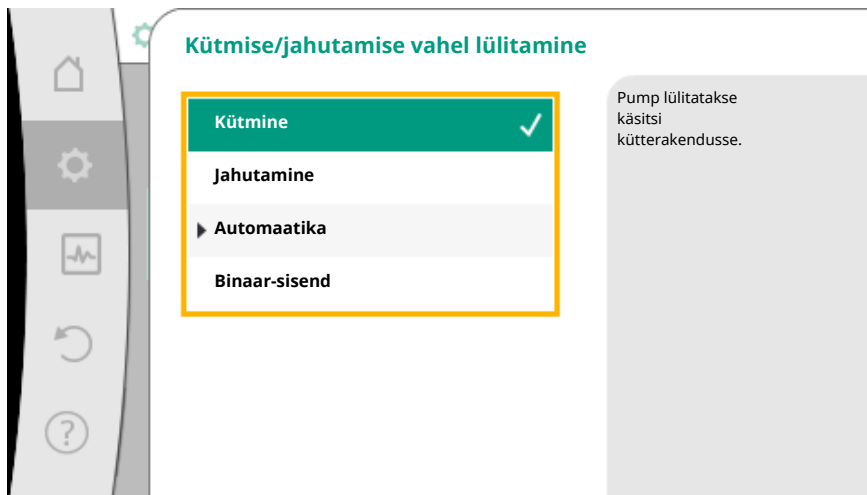 Kütmise/jahutamise vahel lülitamine
Kütmine
Jahutamine
Automaatika
Binaar-sisend
Pump lülitatakse
käsitsi
kütterakendusse.